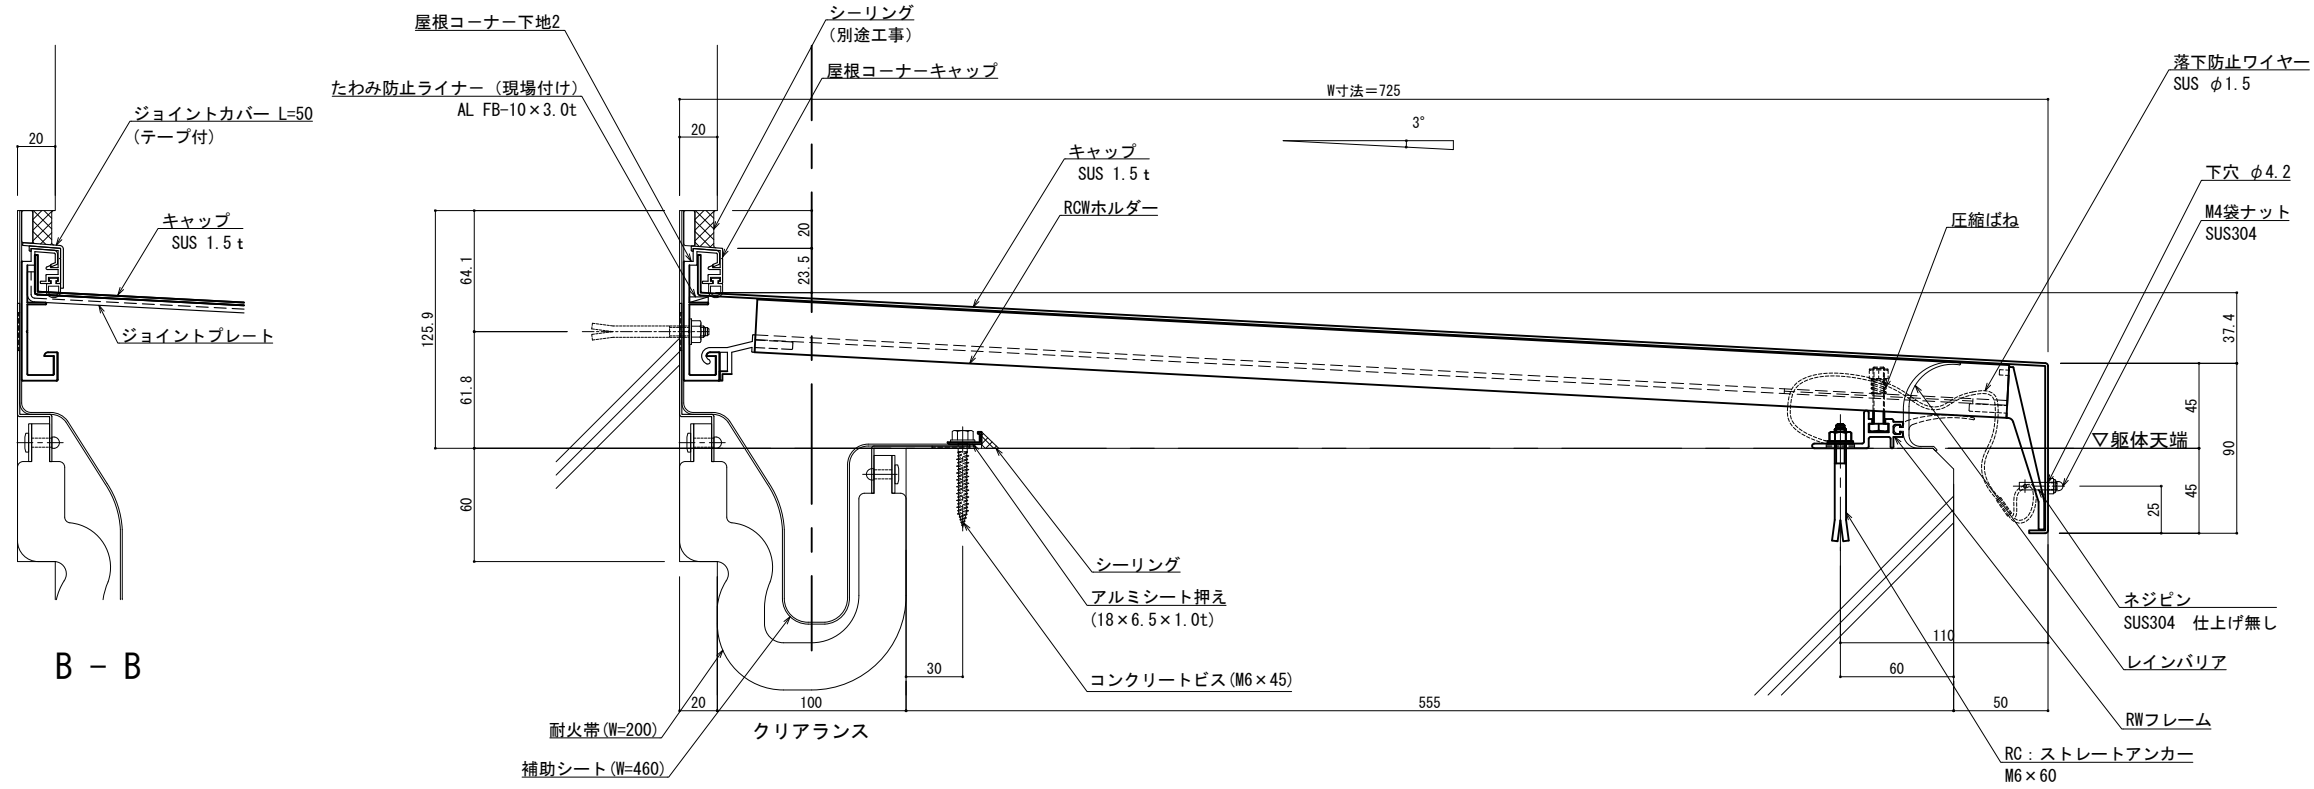 屋根コーナー下地2
シーリング
(別途工事)
屋根コーナーキャップ
たわみ防止ライナー（現場付け）
AL FB-10×3.0t
ジョイントカバー L=50
(テープ付)
20
キャップ
SUS 1.5ｔ
ジョイントプレート
B － B
W寸法＝725
20
3°
キャップ
SUS 1.5ｔ
RCWホルダー
圧縮ばね
落下防止ワイヤー
SUS φ1.5
下穴 φ4.2
M4袋ナット
SUS304
125.9
64.1
61.8
60
20
23.5
37.4
45
90
45
25
▽躯体天端
シーリング
アルミシート押え
(18×6.5×1.0t)
コンクリートビス(M6×45)
ネジピン
SUS304　仕上げ無し
レインバリア
RWフレーム
RC：ストレートアンカー
M6×60
110
60
30
20
100
クリアランス
555
50
耐火帯(W=200)
補助シート(W=460)